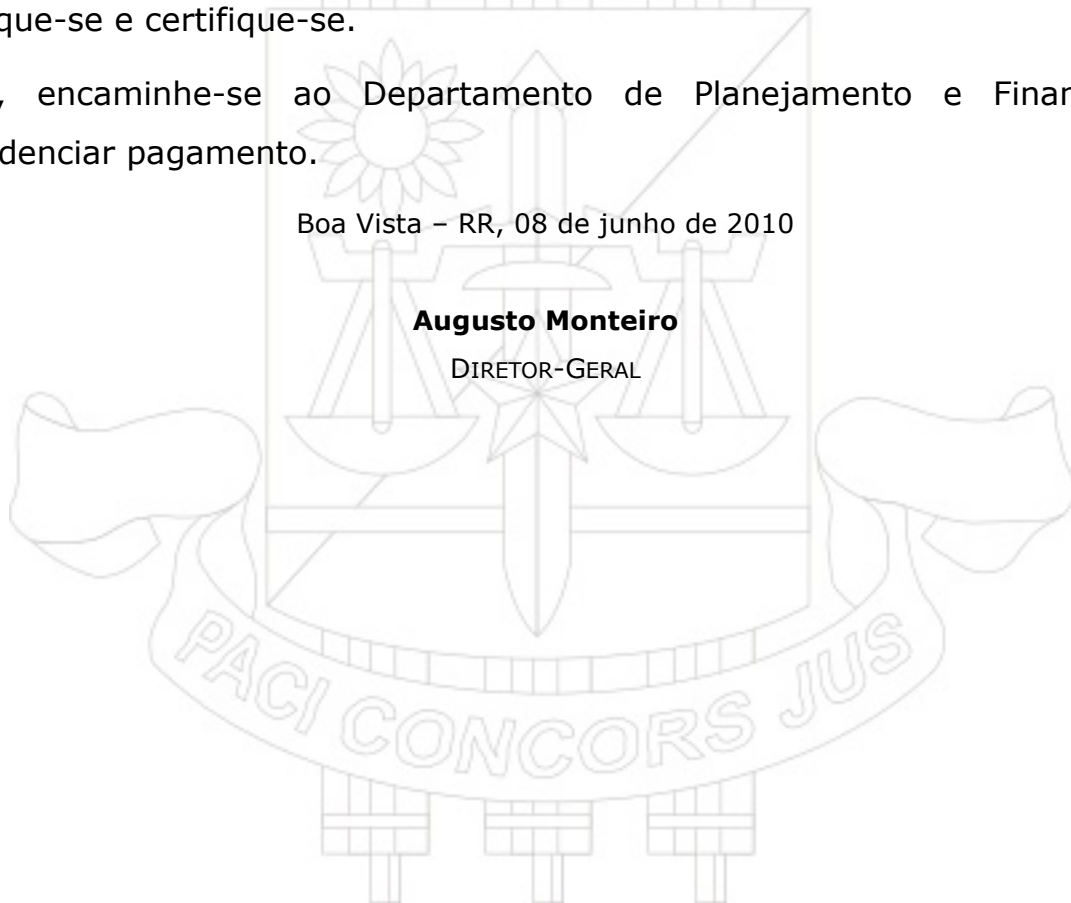 que-se e certifique-se.
, encaminhe-se ao Departamento de Planejamento e Finan
denciar pagamento.
Boa Vista – RR, 08 de junho de 2010
Augusto Monteiro
DIRETOR-GERAL
PACI CONCORS JUS